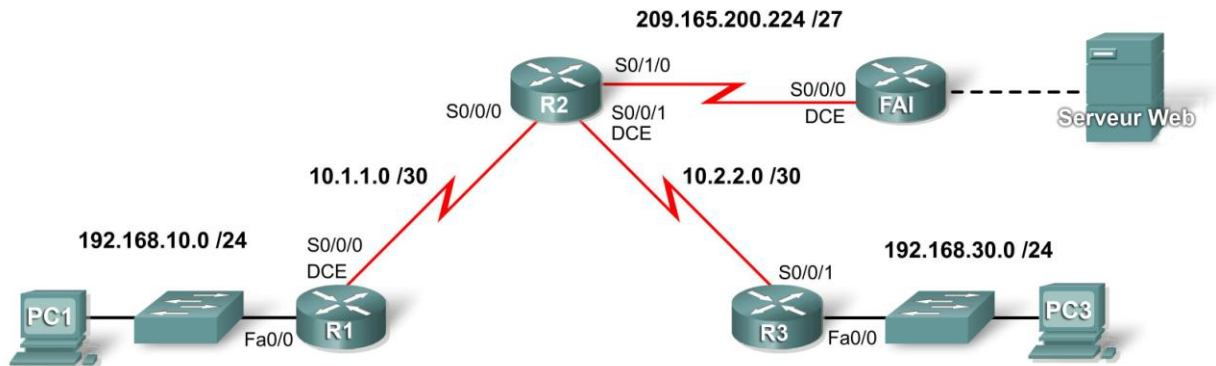 209.165.200.224 /27
S0/1/0
R2
S0/0/0
S0/0/1
DCE
S0/0/0
DCE
FAI
Serveur Web
10.1.1.0 /30
10.2.2.0 /30
192.168.10.0 /24
S0/0/0
DCE
PC1
Fa0/0
R1
192.168.30.0 /24
S0/0/1
R3
Fa0/0
PC3